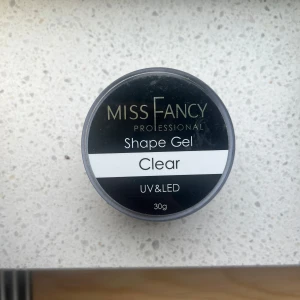 MISS FANCY
PROFESSIONAL
Shape Gel
Clear
UV&LED
30g